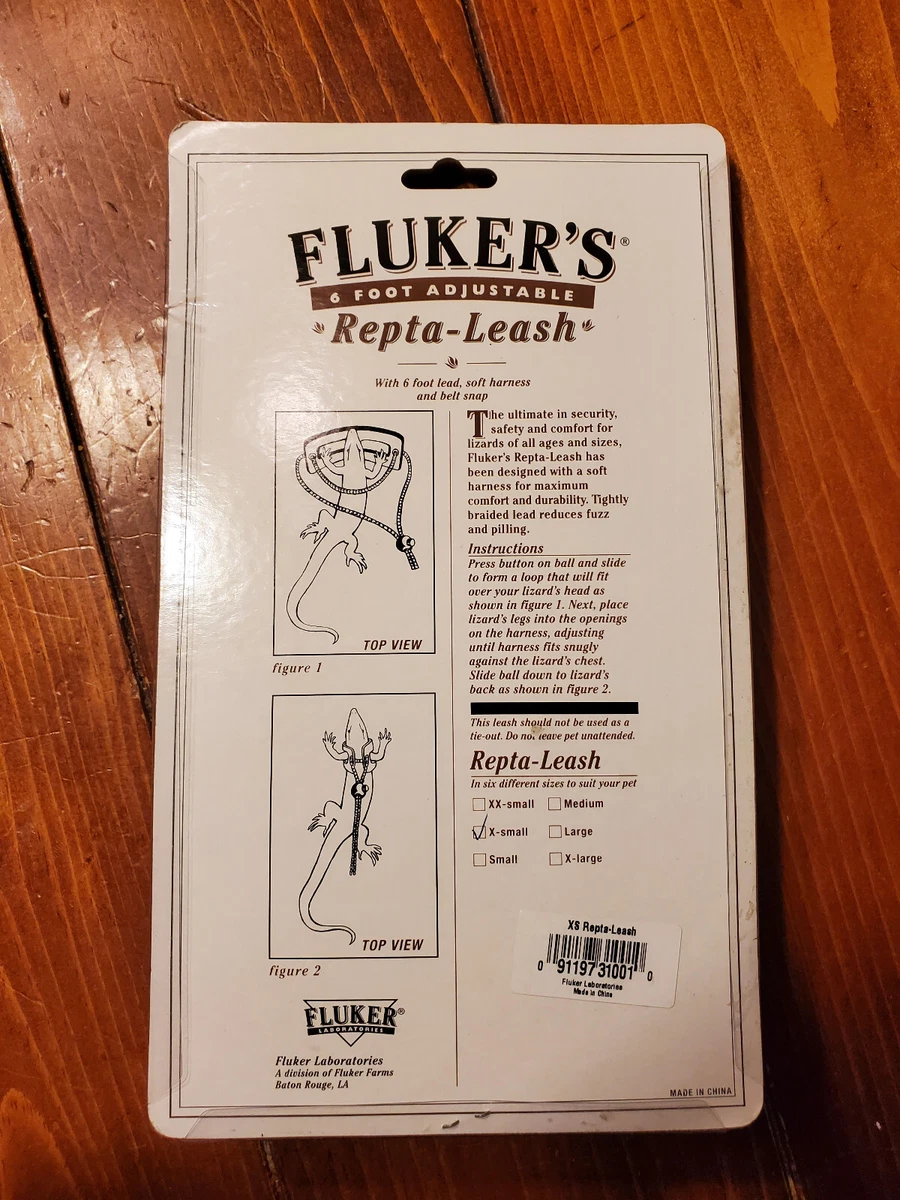 FLUKER'S®
6 FOOT ADJUSTABLE
Repta-Leash
With 6 foot lead, soft harness
and belt snap
TOP VIEW
figure 1
TOP VIEW
figure 2
The ultimate in security,
safety and comfort for
lizards of all ages and sizes,
Fluker's Repta-Leash has
been designed with a soft
harness for maximum
comfort and durability. Tightly
braided lead reduces fuzz
and pilling.
Instructions
Press button on ball and slide
to form a loop that will fit
over your lizard's head as
shown in figure 1. Next, place
lizard's legs into the openings
on the harness, adjusting
until harness fits snugly
against the lizard's chest.
Slide ball down to lizard's
back as shown in figure 2.
This leash should not be used as a
tie-out. Do not leave pet unattended.
Repta-Leash
In six different sizes to suit your pet
XX-small Medium
X-small Large
Small X-large
XS Repta-Leash
0 91197 31001 0
Fluker Laboratories
Made in China
FLUKER®
LABORATORIES
Fluker Laboratories
A division of Fluker Farms
Baton Rouge, LA
MADE IN CHINA